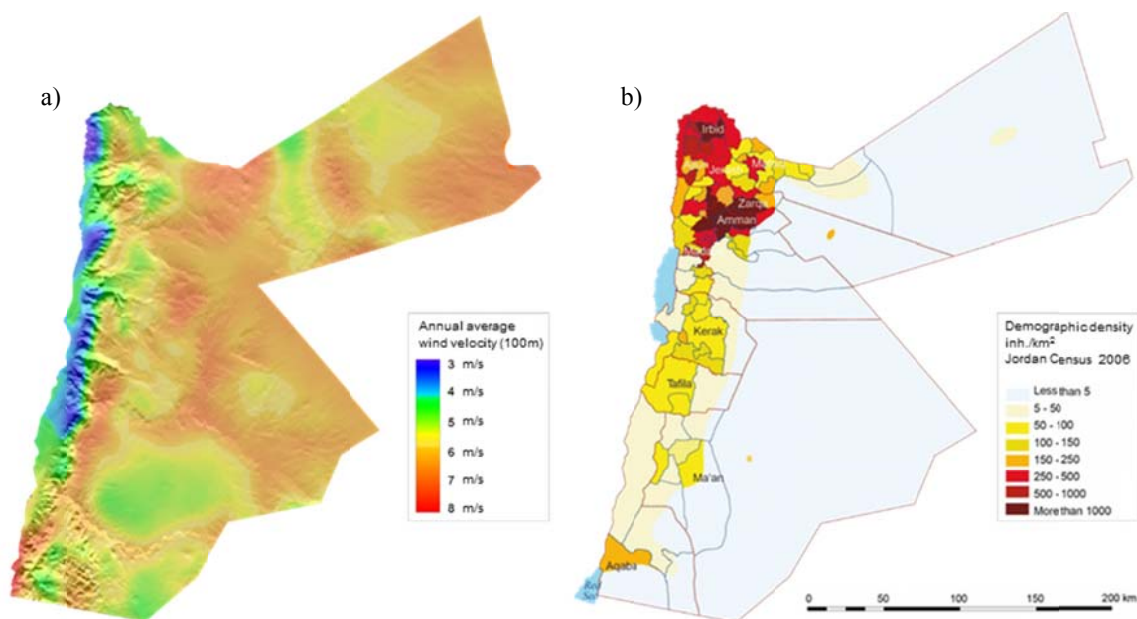 a)
Annual average
wind velocity (100m)
3 m/s
4 m/s
5 m/s
6 m/s
7 m/s
8 m/s
b)
Irbid
Zarqa
Amman
Kerak
Tafila
Ma'an
Aqaba
Red
Sea
Demographic density
inh./km²
Jordan Census 2006
Less than 5
5 - 50
50 - 100
100 - 150
150 - 250
250 - 500
500 - 1000
More than 1000
0 50 100 150 200 km